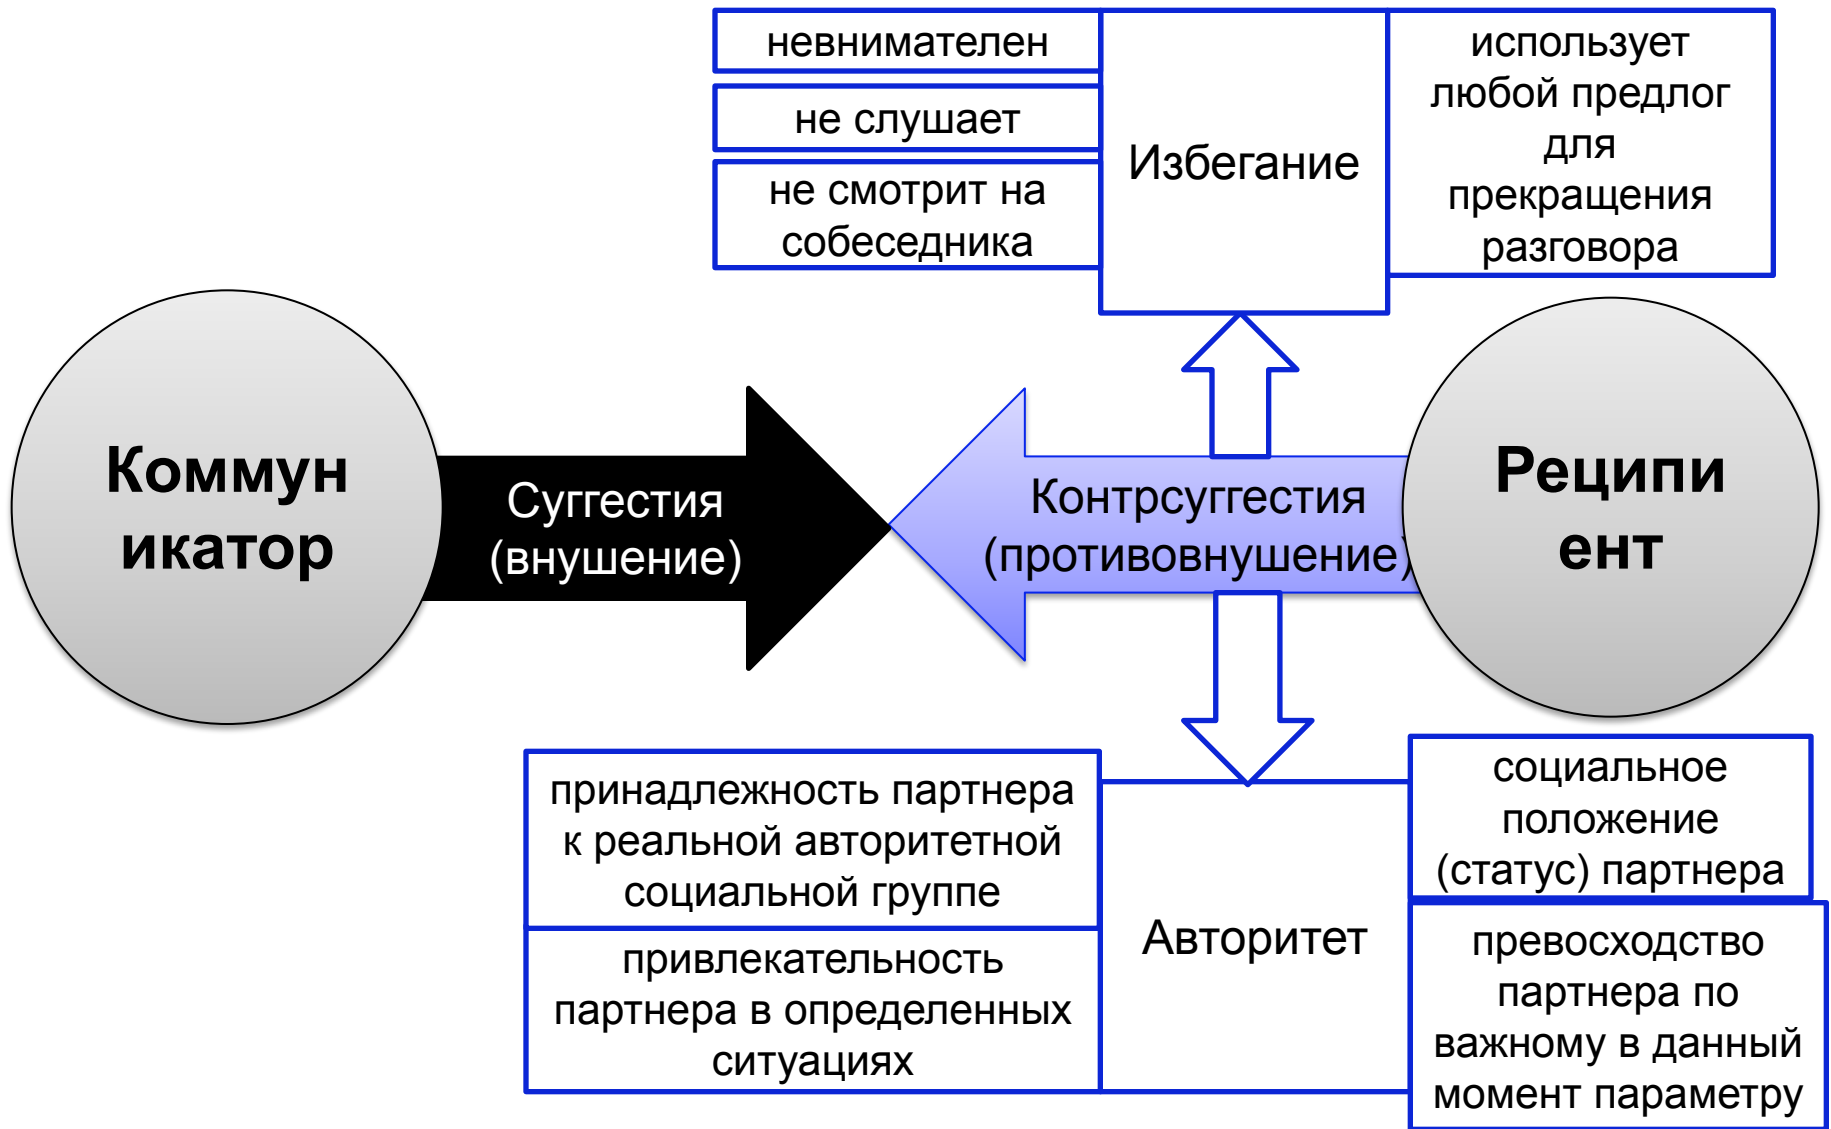 невнимателен
не слушает
не смотрит на
собеседника
Избегание
использует
любой предлог
для
прекращения
разговора
Коммун
икатор
Суггестия
(внушение)
Контрсуггестия
(противовнушение)
Реципи
ент
принадлежность партнера
к реальной авторитетной
социальной группе
привлекательность
партнера в определенных
ситуациях
Авторитет
социальное
положение
(статус) партнера
превосходство
партнера по
важному в данный
момент параметру